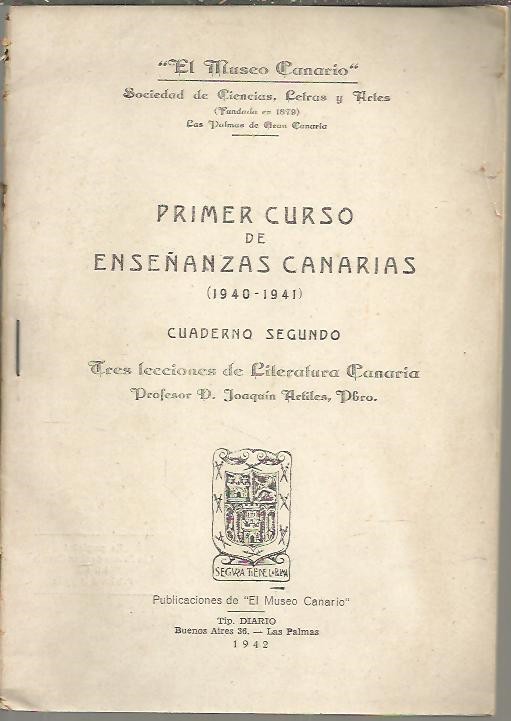 "El Museo Canario"
Sociedad de Ciencias, Letras y Artes
(Fundada en 1879)
Las Palmas de Gran Canaria
PRIMER CURSO
DE
ENSEÑANZAS CANARIAS
(1940-1941)
CUADERNO SEGUNDO
Tres lecciones de Literatura Canaria
Profesor D. Joaquín Artiles, Pbro.
SEGURA TIENE LA PALMA
Publicaciones de "El Museo Canario"
Tip. DIARIO
Buenos Aires 36. — Las Palmas
1942